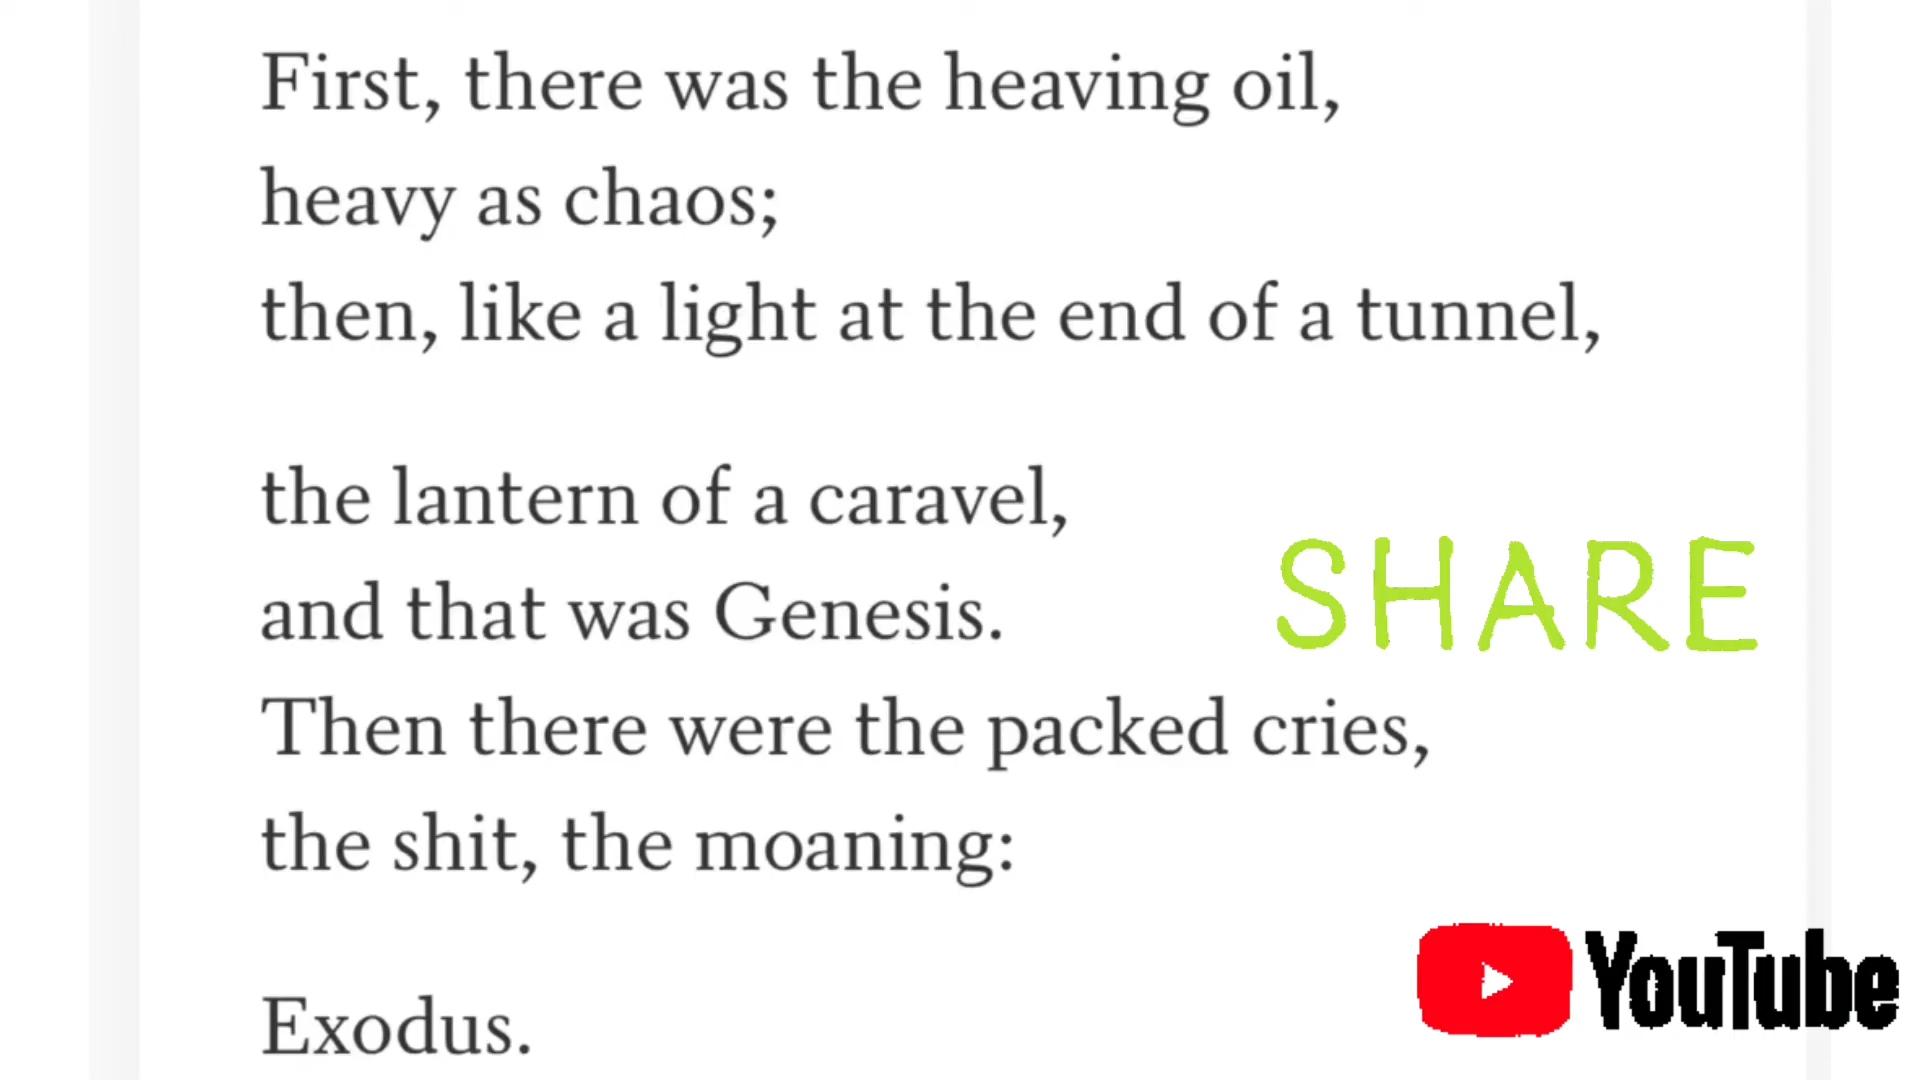 First, there was the heaving oil,
heavy as chaos;
then, like a light at the end of a tunnel,
the lantern of a caravel,
and that was Genesis.
SHARE
Then there were the packed cries,
the shit, the moaning:
Exodus.
YouTube